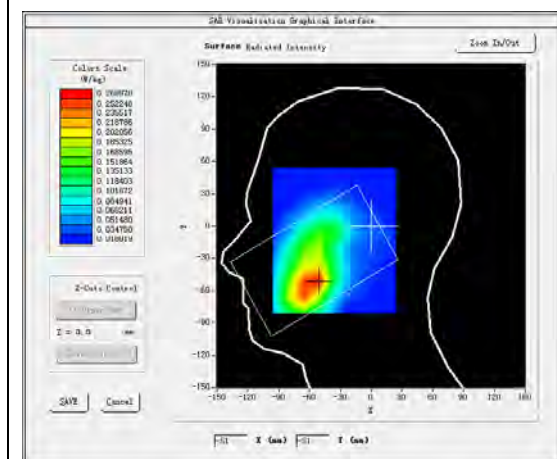 SAR Visualisation Graphical Interface
Surface Radiated Intensity
Zoom In/Out
Colors Scale
(W/kg)
0.268970
0.252240
0.235517
0.218786
0.202056
0.185325
0.168595
0.151864
0.135133
0.118403
0.101672
0.084941
0.068211
0.051480
0.034750
0.018019
150
120
90
60
30
0
-30
-60
-90
-120
-150
-150 -120 -90 -60 -30 0 30 60 90 120 150
X
Z-Cuts Control
Z = 0.0 mm
SAVE
Cancel
-51 X (mm) -51 Y (mm)